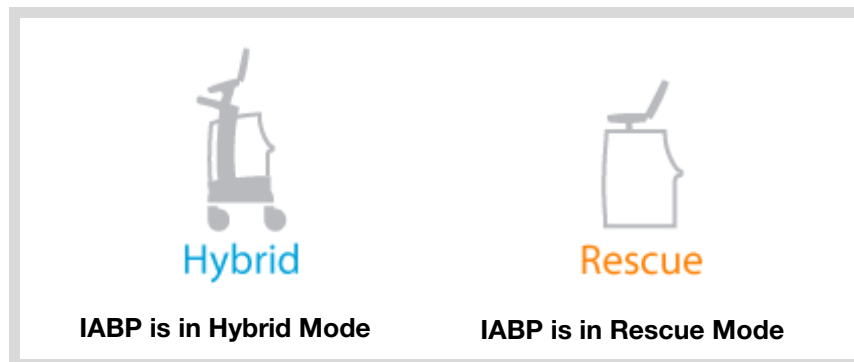 Hybrid
Rescue
IABP is in Hybrid Mode
IABP is in Rescue Mode